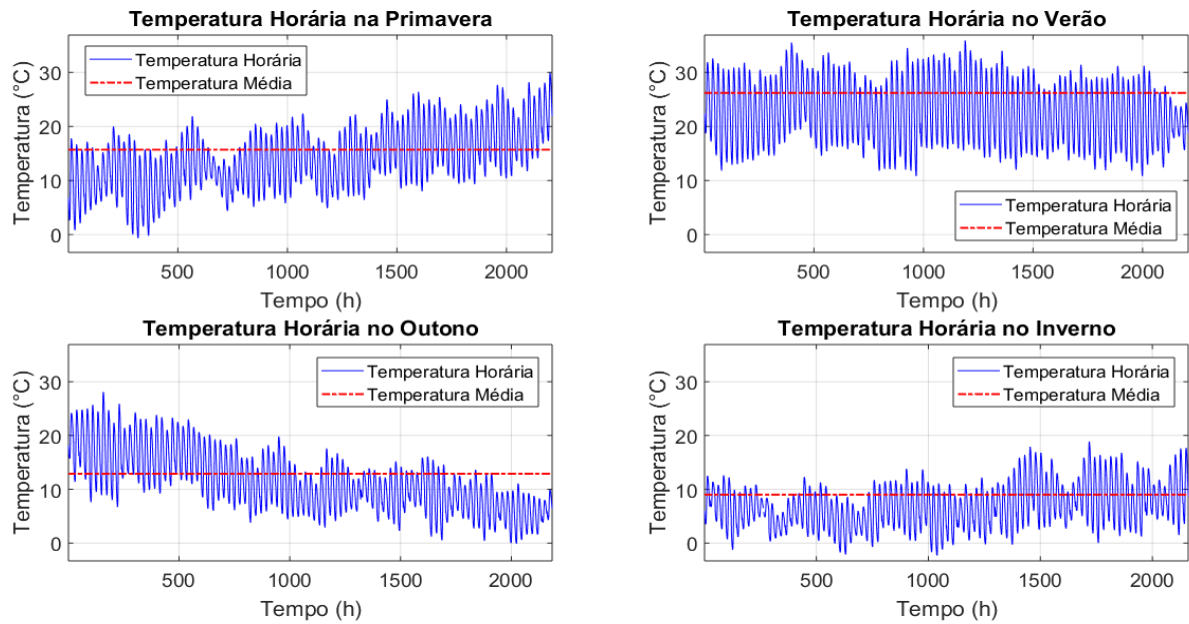 Temperatura Horária na Primavera
Temperatura (°C)
30
20
10
0
Temperatura Horária
Temperatura Média
500
1000
1500
2000
Tempo (h)
Temperatura Horária no Verão
Temperatura (°C)
30
20
10
0
Temperatura Horária
Temperatura Média
500
1000
1500
2000
Tempo (h)
Temperatura Horária no Outono
Temperatura (°C)
30
20
10
0
Temperatura Horária
Temperatura Média
500
1000
1500
2000
Tempo (h)
Temperatura Horária no Inverno
Temperatura (°C)
30
20
10
0
Temperatura Horária
Temperatura Média
500
1000
1500
2000
Tempo (h)